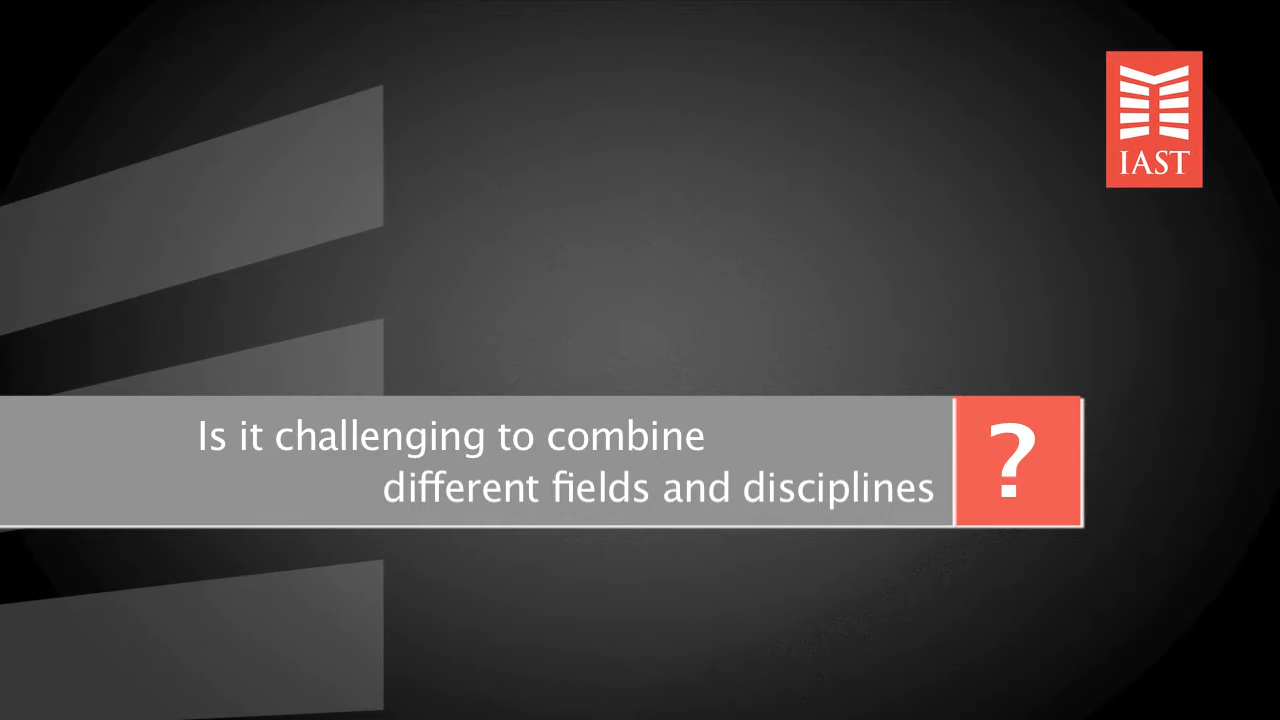 IAST
Is it challenging to combine
different fields and disciplines
?